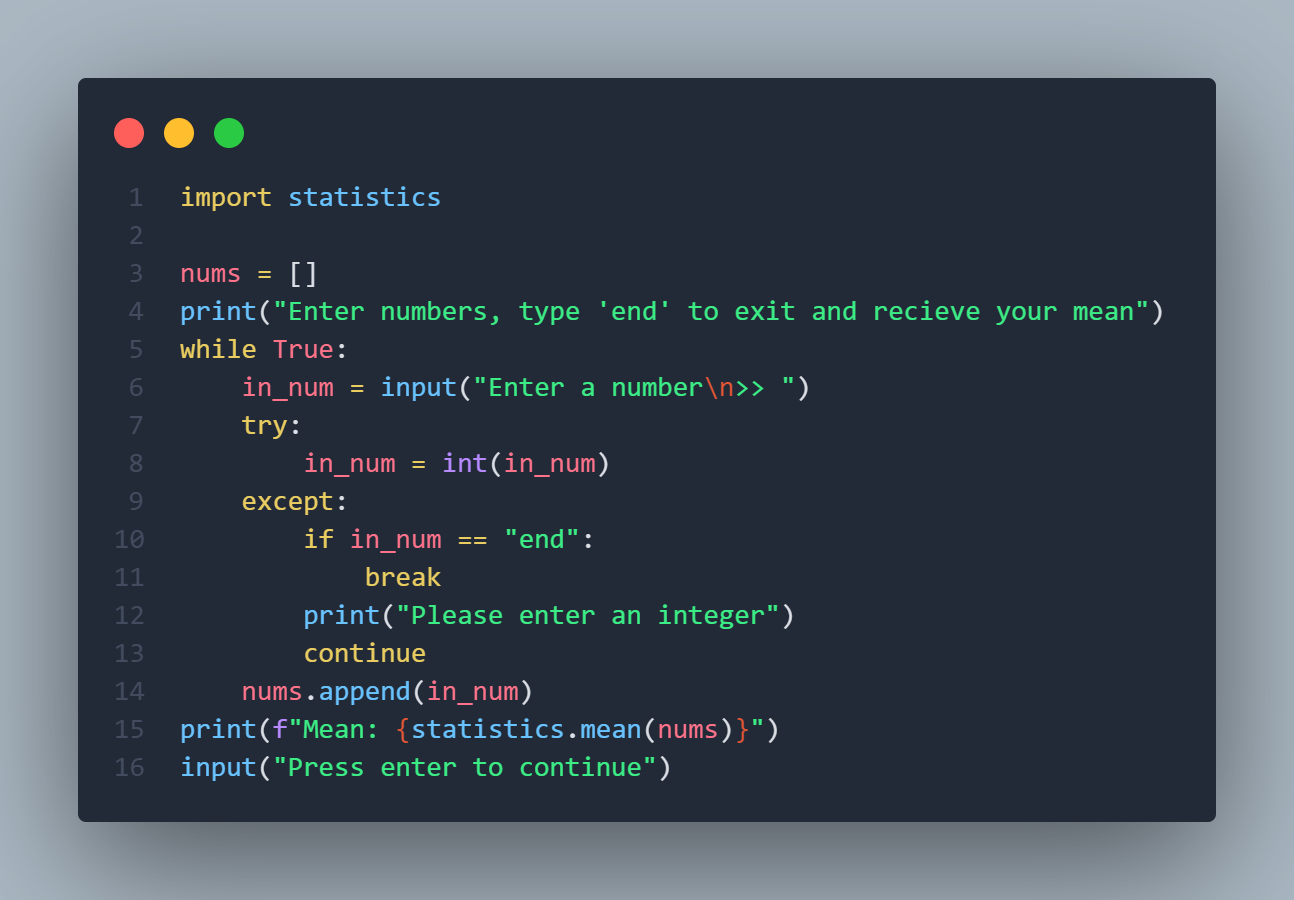 1 import statistics
2
3 nums = []
4 print("Enter numbers, type 'end' to exit and recieve your mean")
5 while True:
6     in_num = input("Enter a number\n>> ")
7     try:
8         in_num = int(in_num)
9     except:
10         if in_num == "end":
11             break
12         print("Please enter an integer")
13         continue
14     nums.append(in_num)
15 print(f"Mean: {statistics.mean(nums)}")
16 input("Press enter to continue")